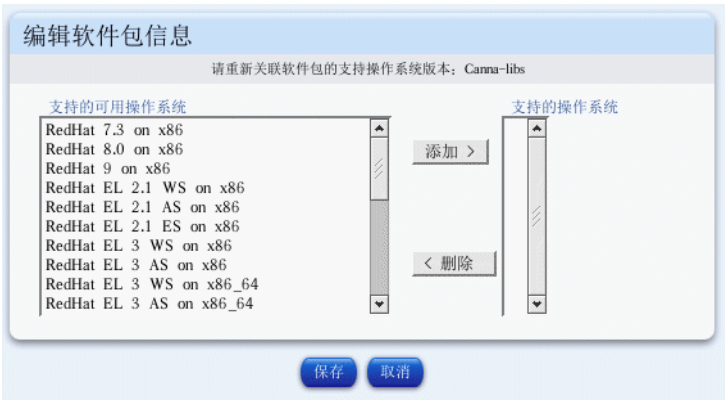 编辑软件包信息
请重新关联软件包的支持操作系统版本：Canna-libs
支持的可用操作系统
支持的操作系统
RedHat 7.3 on x86
RedHat 8.0 on x86
RedHat 9 on x86
RedHat EL 2.1 WS on x86
RedHat EL 2.1 AS on x86
RedHat EL 2.1 ES on x86
RedHat EL 3 WS on x86
RedHat EL 3 AS on x86
RedHat EL 3 WS on x86_64
RedHat EL 3 AS on x86_64
添加 >
< 删除
保存
取消